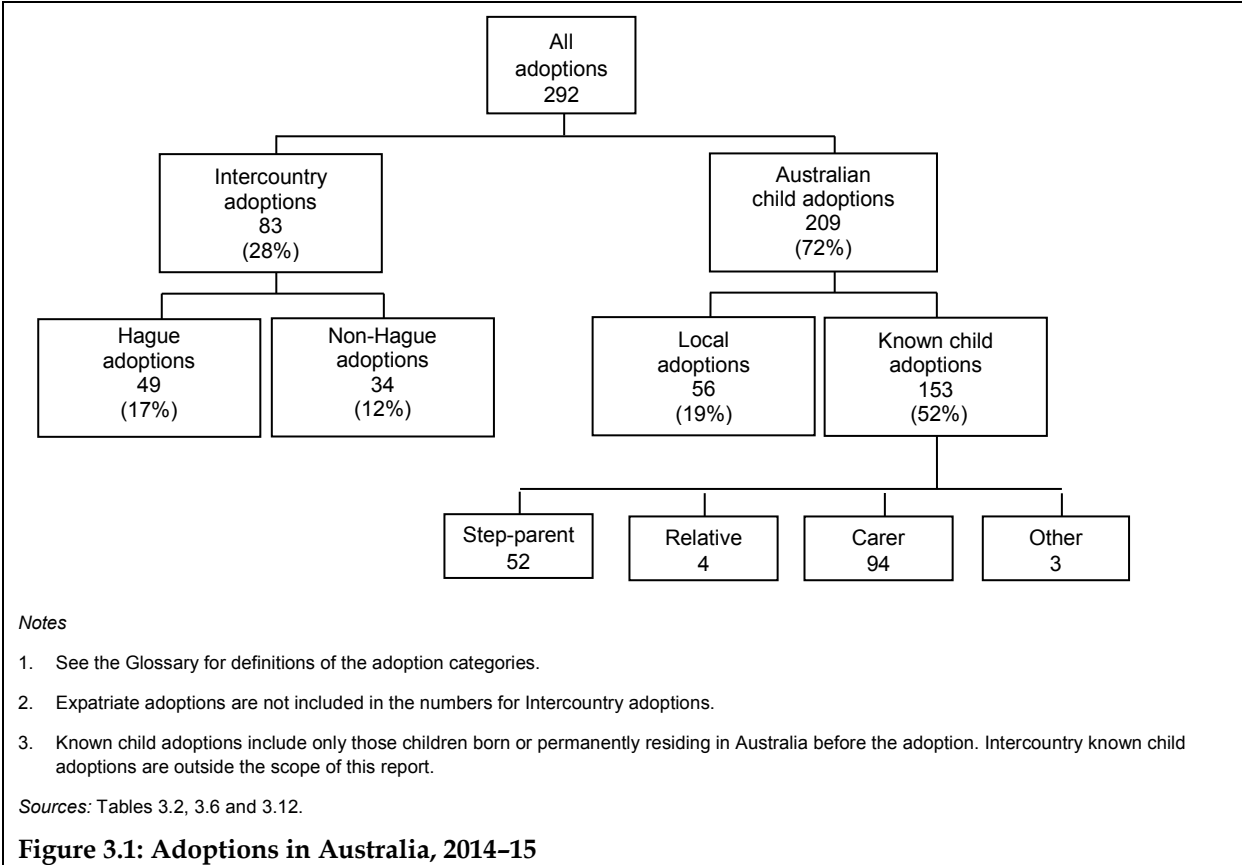 All
adoptions
292
Intercountry
adoptions
83
(28%)
Australian
child adoptions
209
(72%)
Hague
adoptions
49
(17%)
Non-Hague
adoptions
34
(12%)
Local
adoptions
56
(19%)
Known child
adoptions
153
(52%)
Step-parent
52
Relative
4
Carer
94
Other
3
Notes
1. See the Glossary for definitions of the adoption categories.
2. Expatriate adoptions are not included in the numbers for Intercountry adoptions.
3. Known child adoptions include only those children born or permanently residing in Australia before the adoption. Intercountry known child
adoptions are outside the scope of this report.
Sources: Tables 3.2, 3.6 and 3.12.
Figure 3.1: Adoptions in Australia, 2014–15